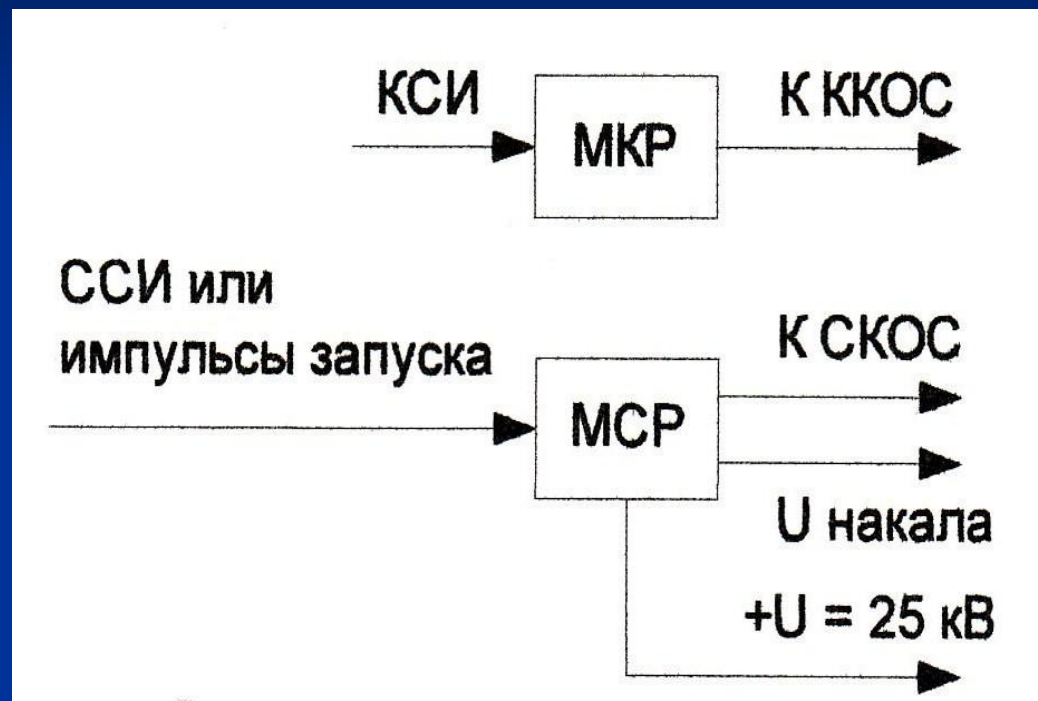 КСИ
МКР
К ККОС
ССИ или
импульсы запуска
МСР
К СКОС
U накала
+U = 25 кВ